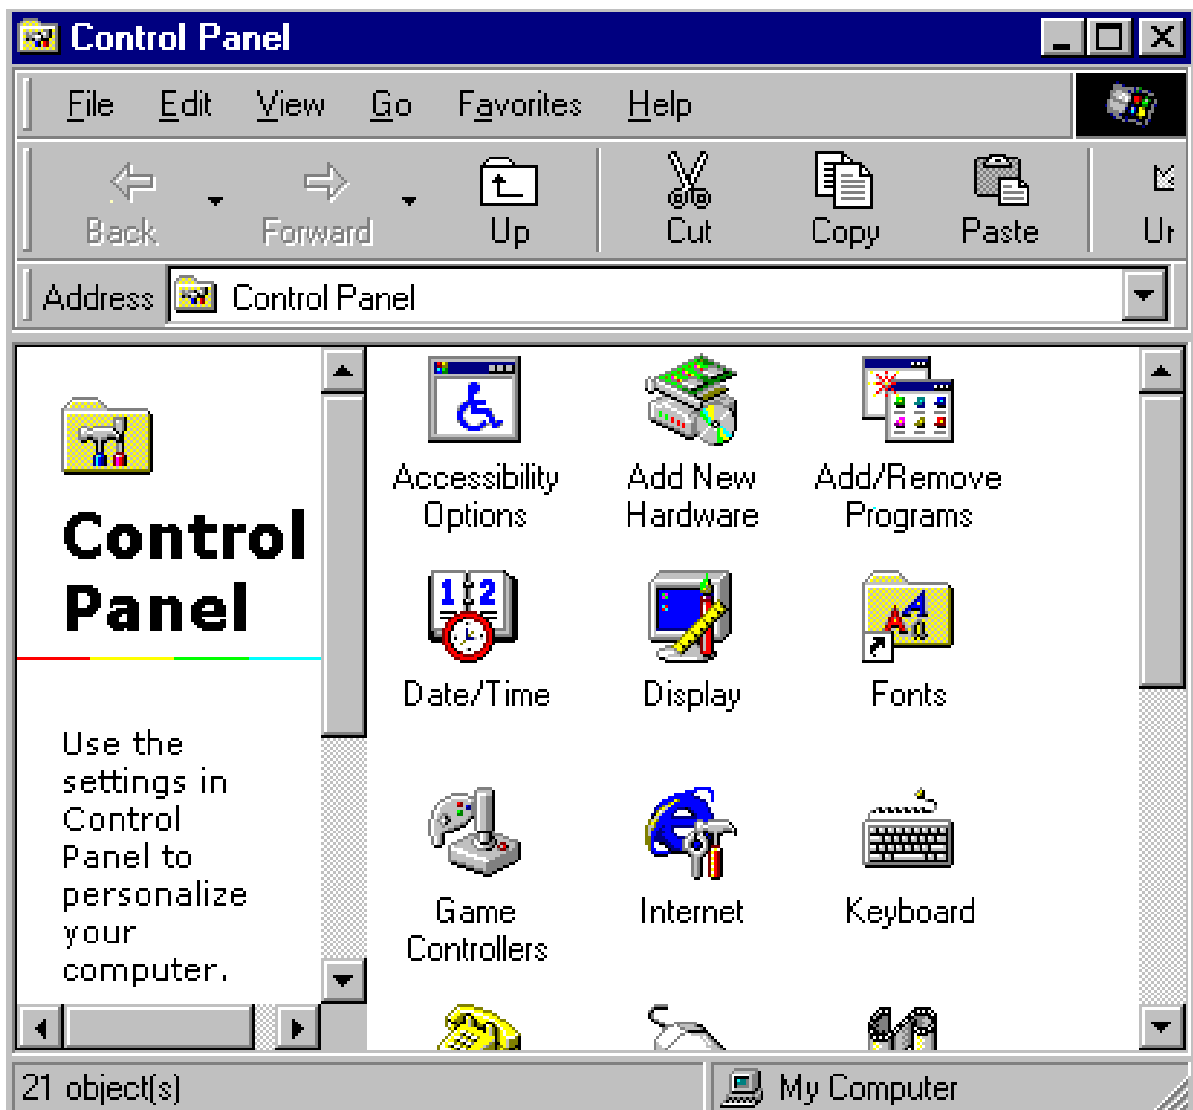 Control Panel
File Edit View Go Favorites Help
Back Forward Up Cut Copy Paste
Address Control Panel
Control
Panel
Use the
settings in
Control
Panel to
personalize
your
computer.
Accessibility
Options
Add New
Hardware
Add/Remove
Programs
1 2
Date/Time
Display
A A a
Fonts
Game
Controllers
Internet
Keyboard
21 object(s)
My Computer